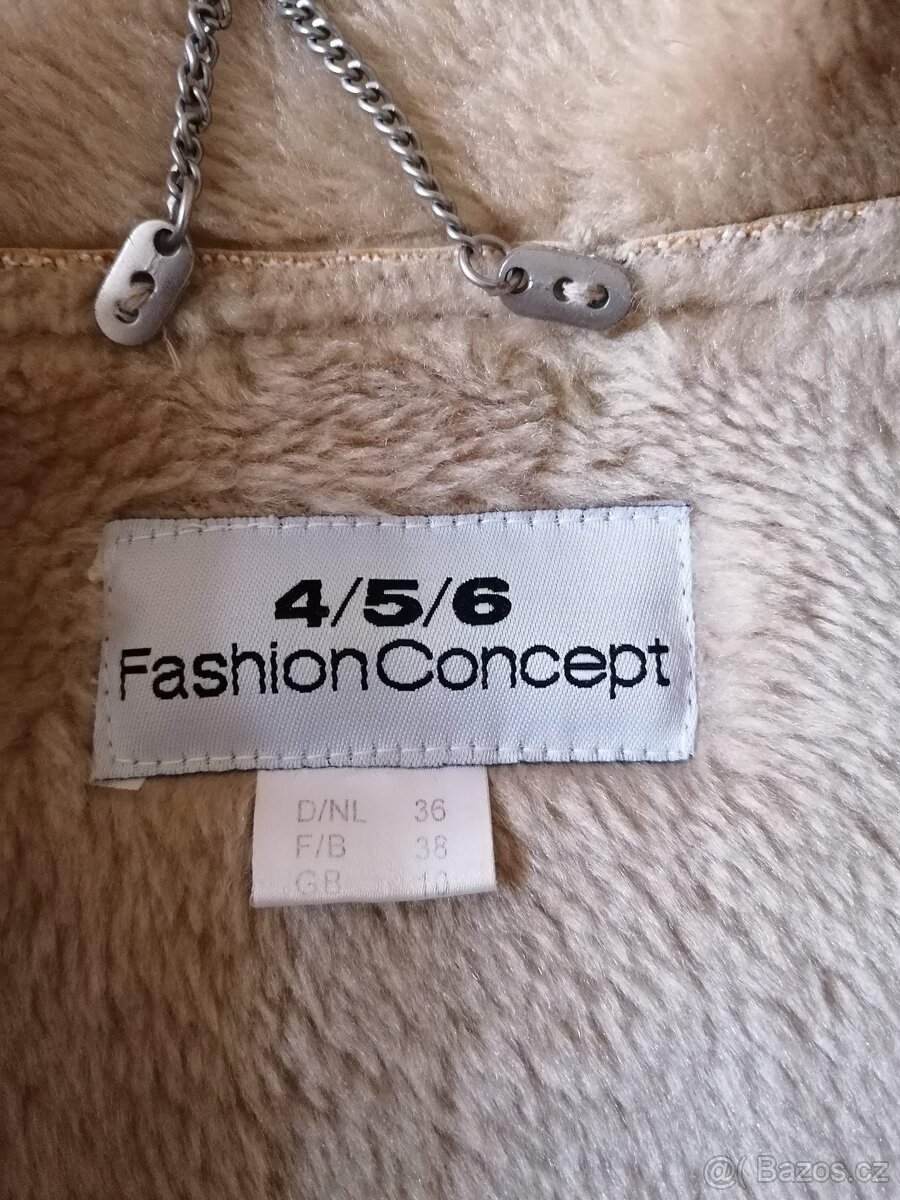 4/5/6
FashionConcept
D/NL 36
F/B 38
GB 10
@( Bazos.cz